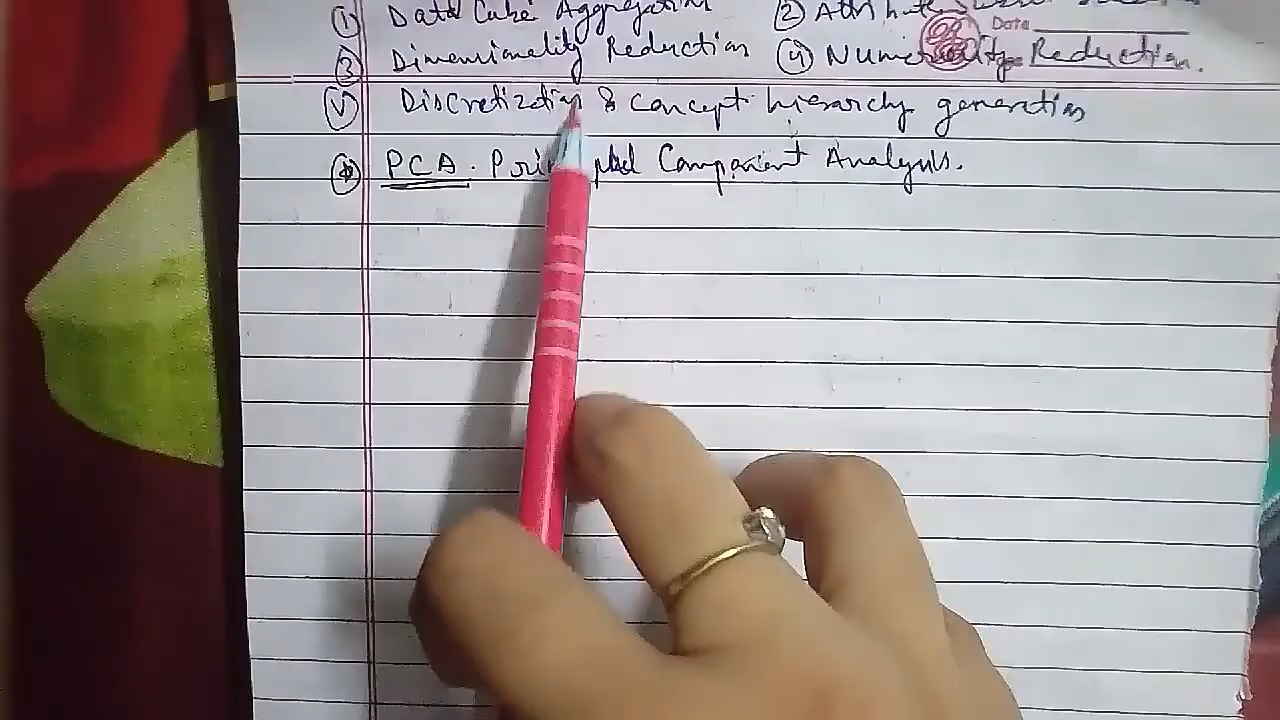 ① Data Cube Aggregation ② Attribute
Date
③ Dimensionality Reduction ④ Numerosity Reduction.
Ⓥ Discretization & concept hierarchy generation
PCA. Principal Component Analysis.